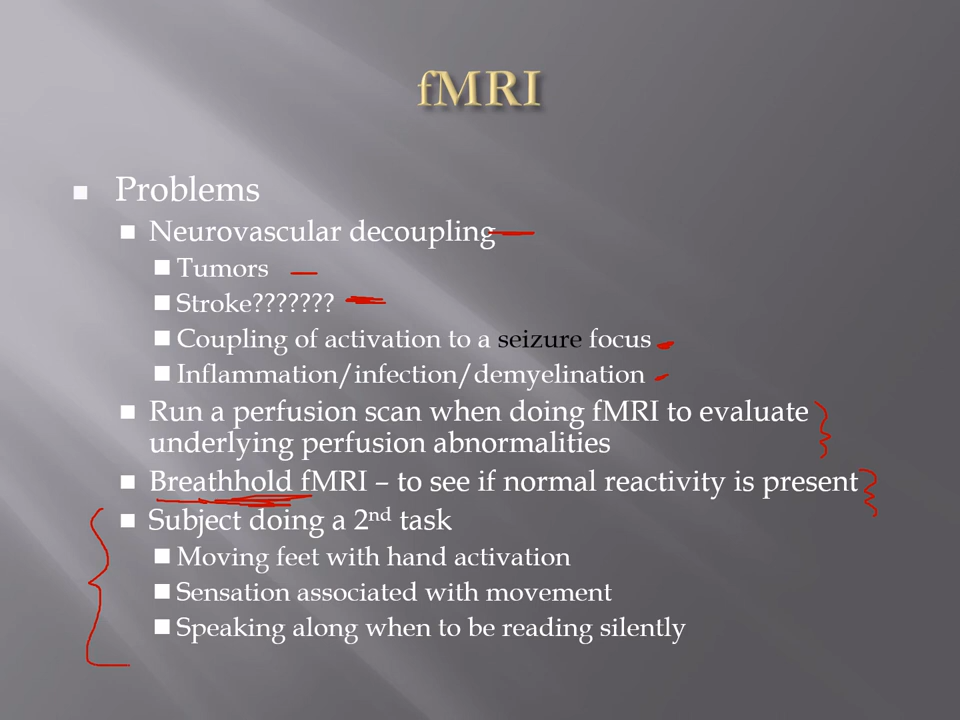 fMRI
Problems
Neurovascular decoupling
Tumors
Stroke???????
Coupling of activation to a seizure focus
Inflammation/infection/demyelination
Run a perfusion scan when doing fMRI to evaluate
underlying perfusion abnormalities
Breathhold fMRI – to see if normal reactivity is present
Subject doing a 2nd task
Moving feet with hand activation
Sensation associated with movement
Speaking along when to be reading silently